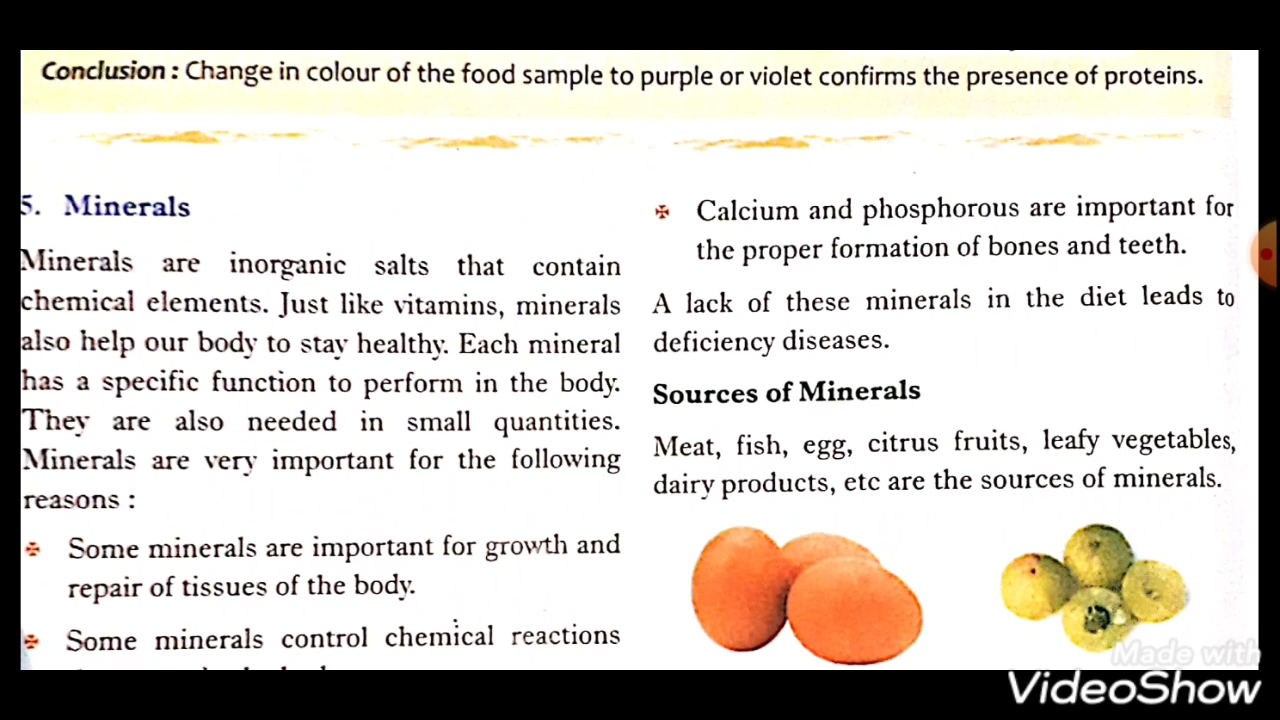 Conclusion : Change in colour of the food sample to purple or violet confirms the presence of proteins.
5. Minerals
Minerals are inorganic salts that contain
chemical elements. Just like vitamins, minerals
also help our body to stay healthy. Each mineral
has a specific function to perform in the body.
They are also needed in small quantities.
Minerals are very important for the following
reasons :
Some minerals are important for growth and
repair of tissues of the body.
Some minerals control chemical reactions
Calcium and phosphorous are important for
the proper formation of bones and teeth.
A lack of these minerals in the diet leads to
deficiency diseases.
Sources of Minerals
Meat, fish, egg, citrus fruits, leafy vegetables,
dairy products, etc are the sources of minerals.
Made with
VideoShow